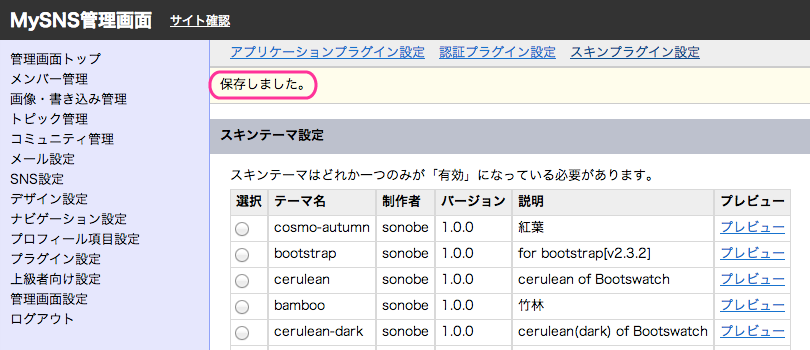 MySNS管理画面 サイト確認
アプリケーションプラグイン設定 認証プラグイン設定 スキンプラグイン設定
保存しました。
管理画面トップ
メンバー管理
画像・書き込み管理
トピック管理
コミュニティ管理
メール設定
SNS設定
デザイン設定
ナビゲーション設定
プロフィール項目設定
プラグイン設定
上級者向け設定
管理画面設定
ログアウト
スキンテーマ設定
スキンテーマはどれか一つのみが「有効」になっている必要があります。
選択 テーマ名 制作者 バージョン 説明 プレビュー
cosmo-autumn sonobe 1.0.0 紅葉 プレビュー
bootstrap sonobe 1.0.0 for bootstrap[v2.3.2] プレビュー
cerulean sonobe 1.0.0 cerulean of Bootswatch プレビュー
bamboo sonobe 1.0.0 竹林 プレビュー
cerulean-dark sonobe 1.0.0 cerulean(dark) of Bootswatch プレビュー